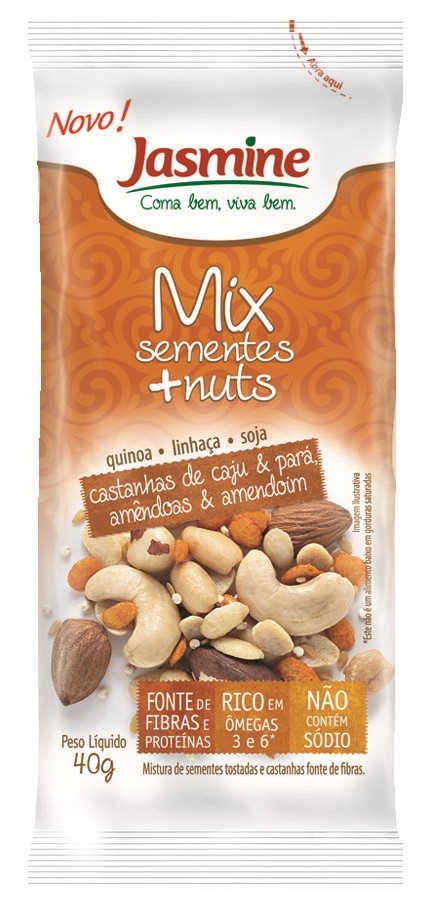 Abra aqui
Novo!
Jasmine
Coma bem, viva bem.
Mix
sementes
+nuts
quinoa • linhaça • soja
castanhas de caju & pará,
amêndoas & amendoim
Imagem Ilustrativa
*Este não é um alimento baixo em gorduras saturadas
FONTE DE
FIBRAS E
PROTEÍNAS
RICO EM
ÔMEGAS
3 e 6*
NÃO
CONTÉM
SÓDIO
Peso Líquido
40g
Mistura de sementes tostadas e castanhas fonte de fibras.